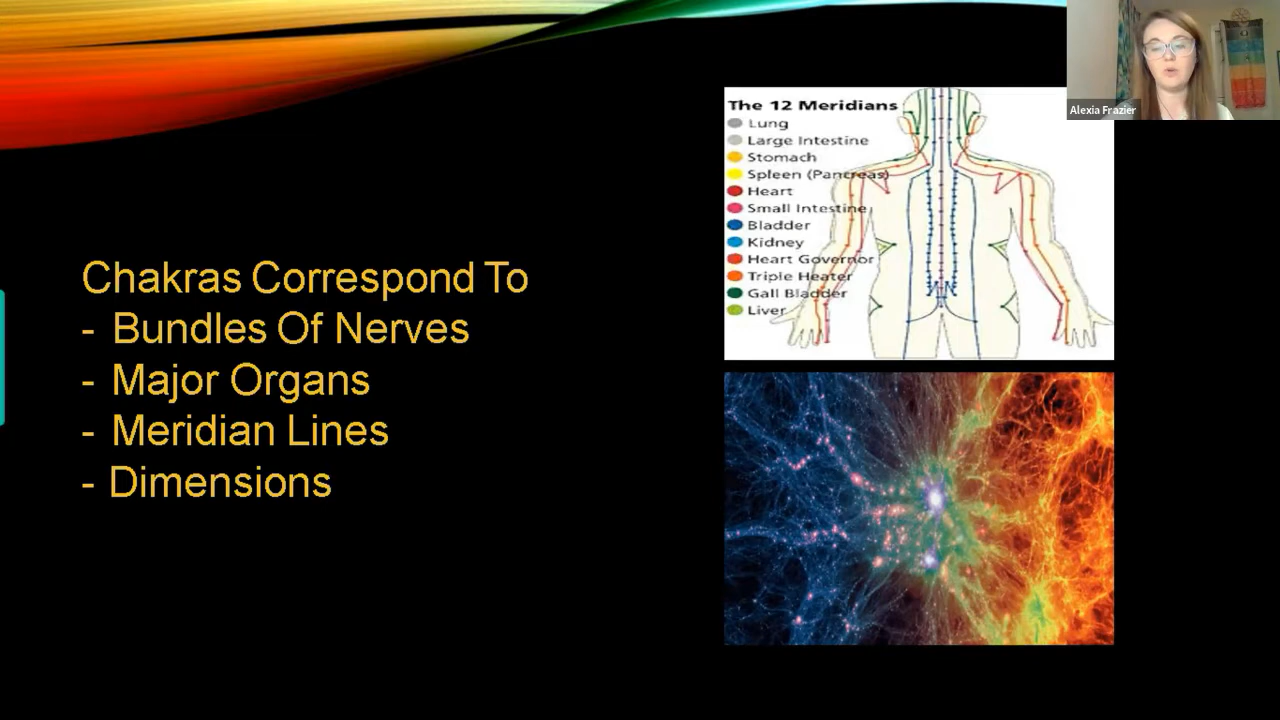 Alexia Frazier
The 12 Meridians
Lung
Large Intestine
Stomach
Spleen (Pancreas)
Heart
Small Intestine
Bladder
Kidney
Heart Governor
Triple Heater
Gall Bladder
Liver
Chakras Correspond To
- Bundles Of Nerves
- Major Organs
- Meridian Lines
- Dimensions